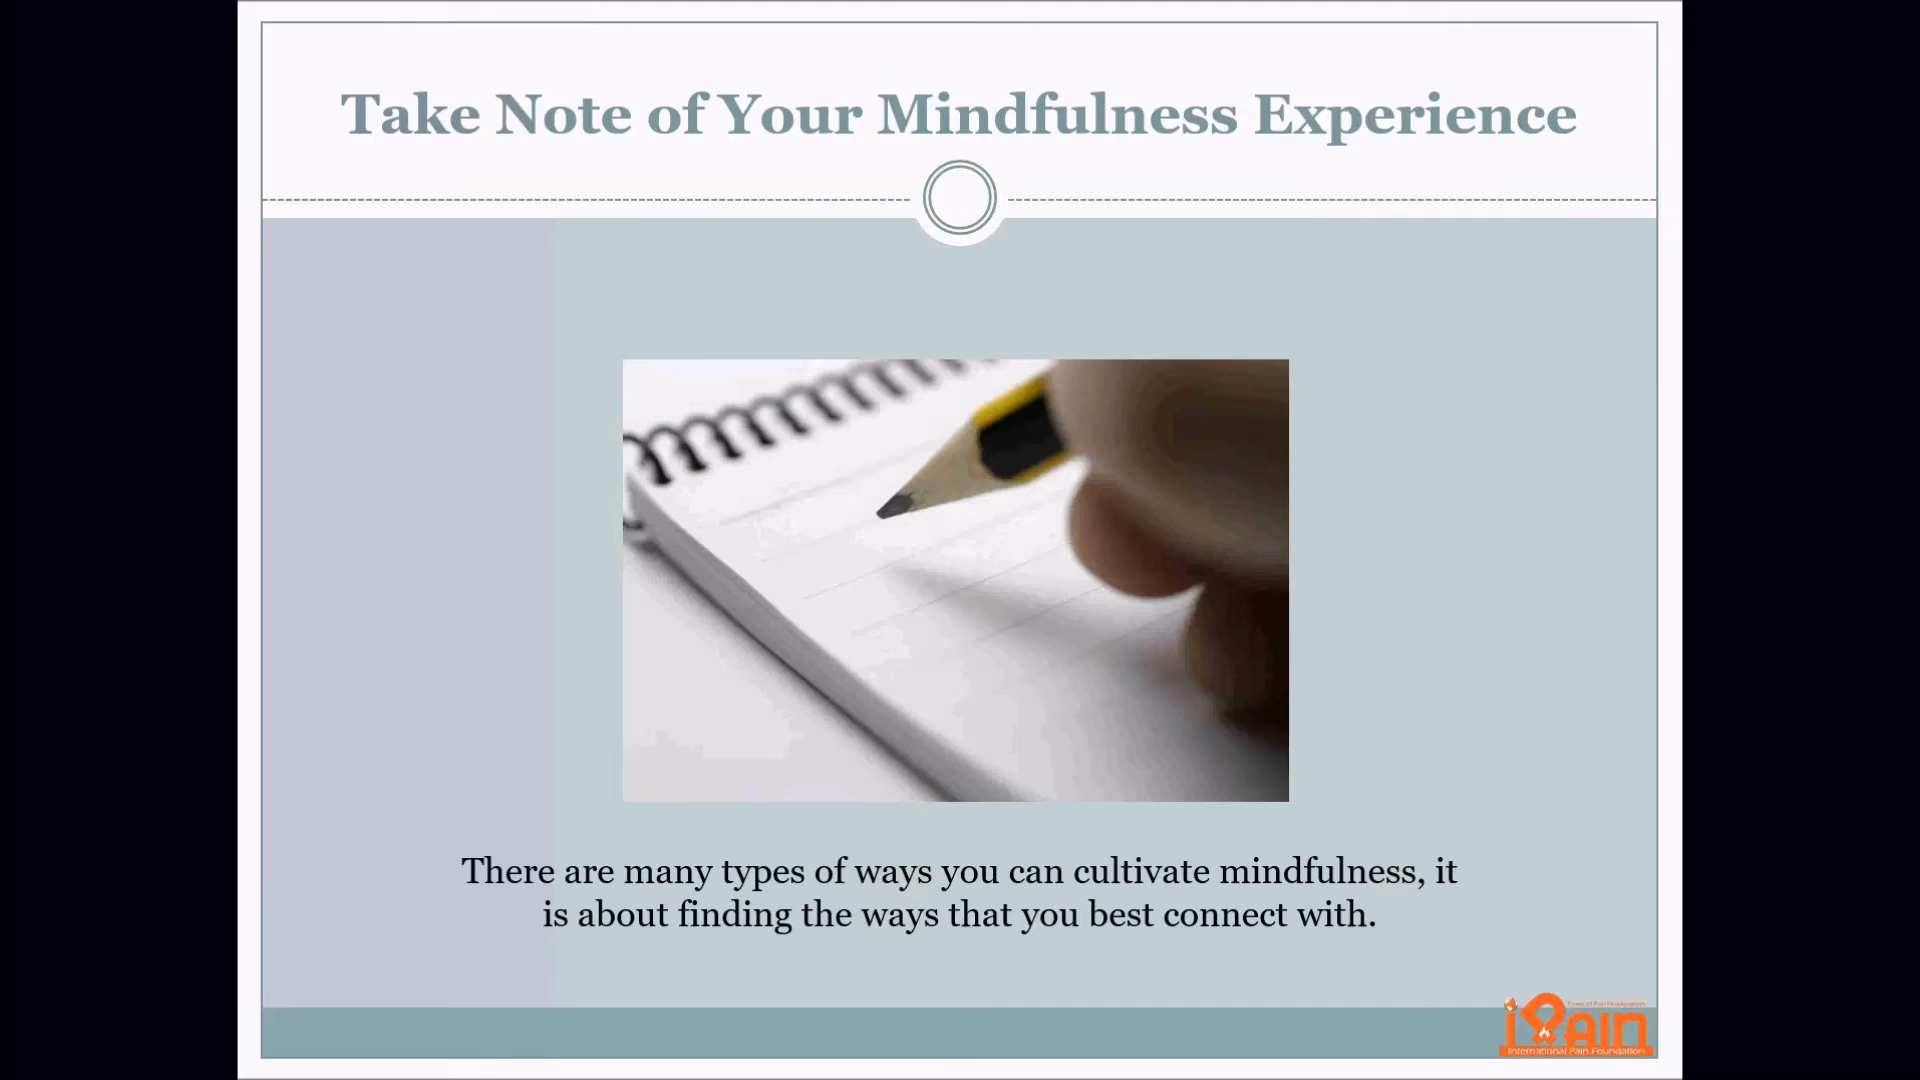 Take Note of Your Mindfulness Experience
There are many types of ways you can cultivate mindfulness, it
is about finding the ways that you best connect with.
iPain
International Pain Foundation